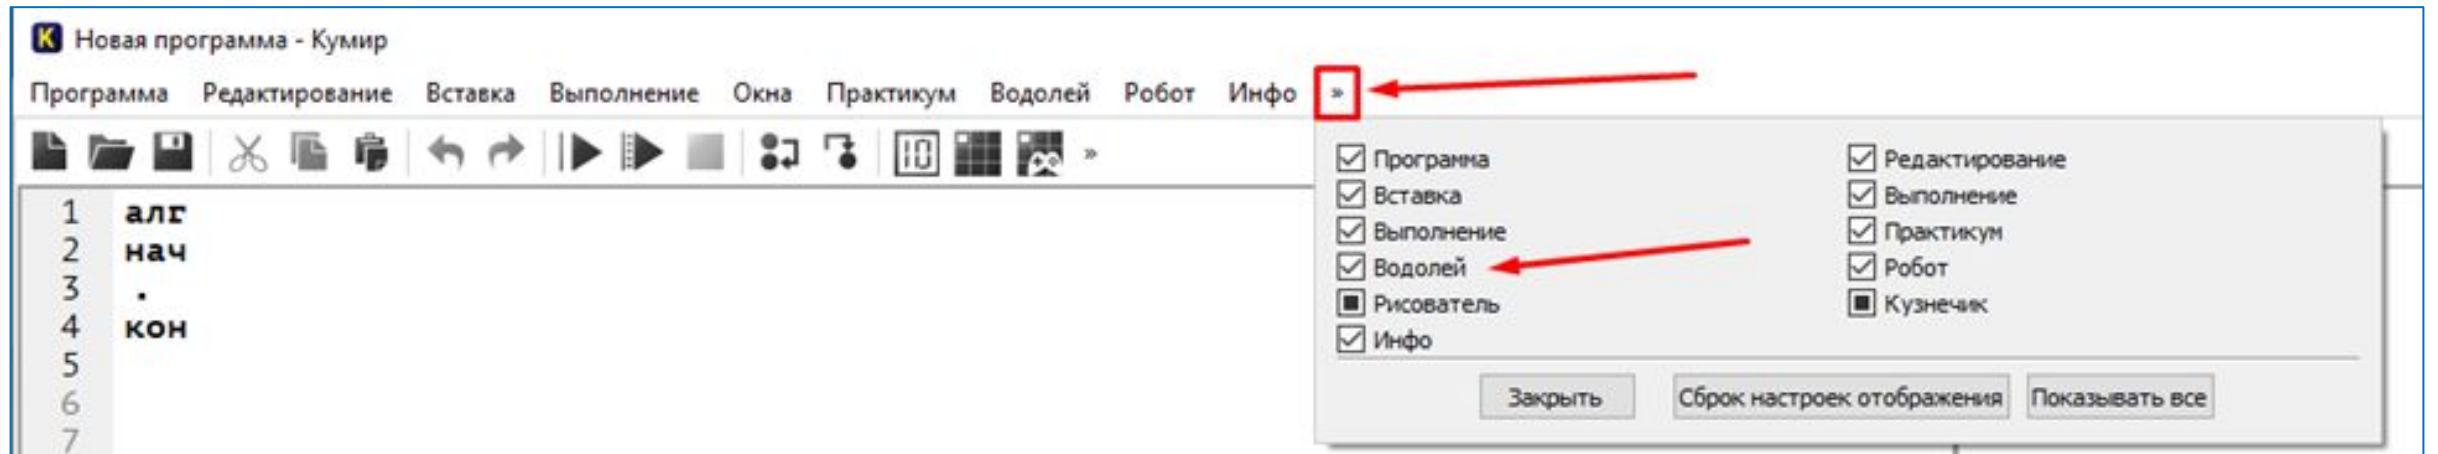 Новая программа - Кумир
Программа Редактирование Вставка Выполнение Окна Практикум Водолей Робот Инфо »
»
1 алг
2 нач
3 .
4 кон
5
6
7
Программа Редактирование
Вставка Выполнение
Выполнение Практикум
Водолей Робот
Рисователь Кузнечик
Инфо
Закрыть Сброк настроек отображения Показывать все